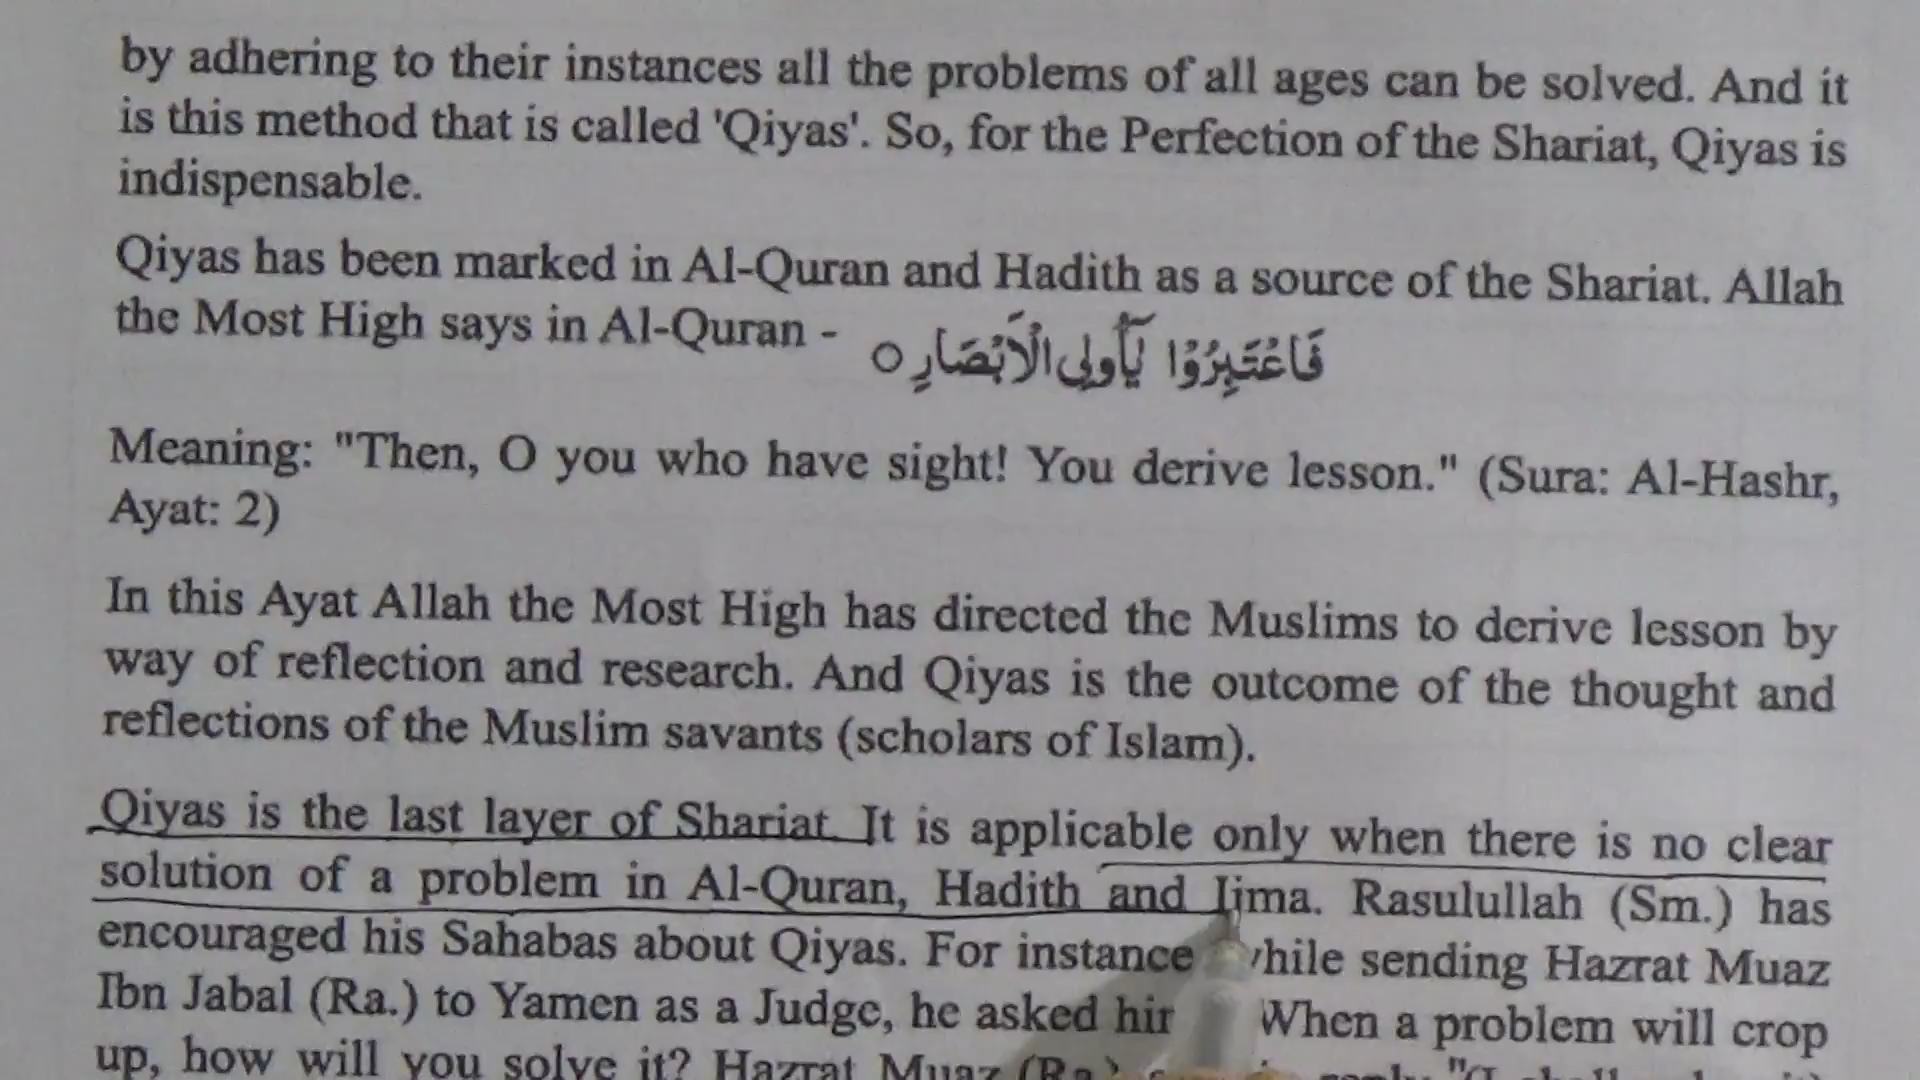 by adhering to their instances all the problems of all ages can be solved. And it
is this method that is called 'Qiyas'. So, for the Perfection of the Shariat, Qiyas is
indispensable.
Qiyas has been marked in Al-Quran and Hadith as a source of the Shariat. Allah
the Most High says in Al-Quran - فَاعْتَبِرُوْا يٰٓاُولِى الْاَبْصَارِ ○
Meaning: "Then, O you who have sight! You derive lesson." (Sura: Al-Hashr,
Ayat: 2)
In this Ayat Allah the Most High has directed the Muslims to derive lesson by
way of reflection and research. And Qiyas is the outcome of the thought and
reflections of the Muslim savants (scholars of Islam).
Qiyas is the last layer of Shariat. It is applicable only when there is no clear
solution of a problem in Al-Quran, Hadith and Ijma. Rasulullah (Sm.) has
encouraged his Sahabas about Qiyas. For instance while sending Hazrat Muaz
Ibn Jabal (Ra.) to Yamen as a Judge, he asked When a problem will crop
up, how will you solve it? Hazrat Muaz (Ra.)